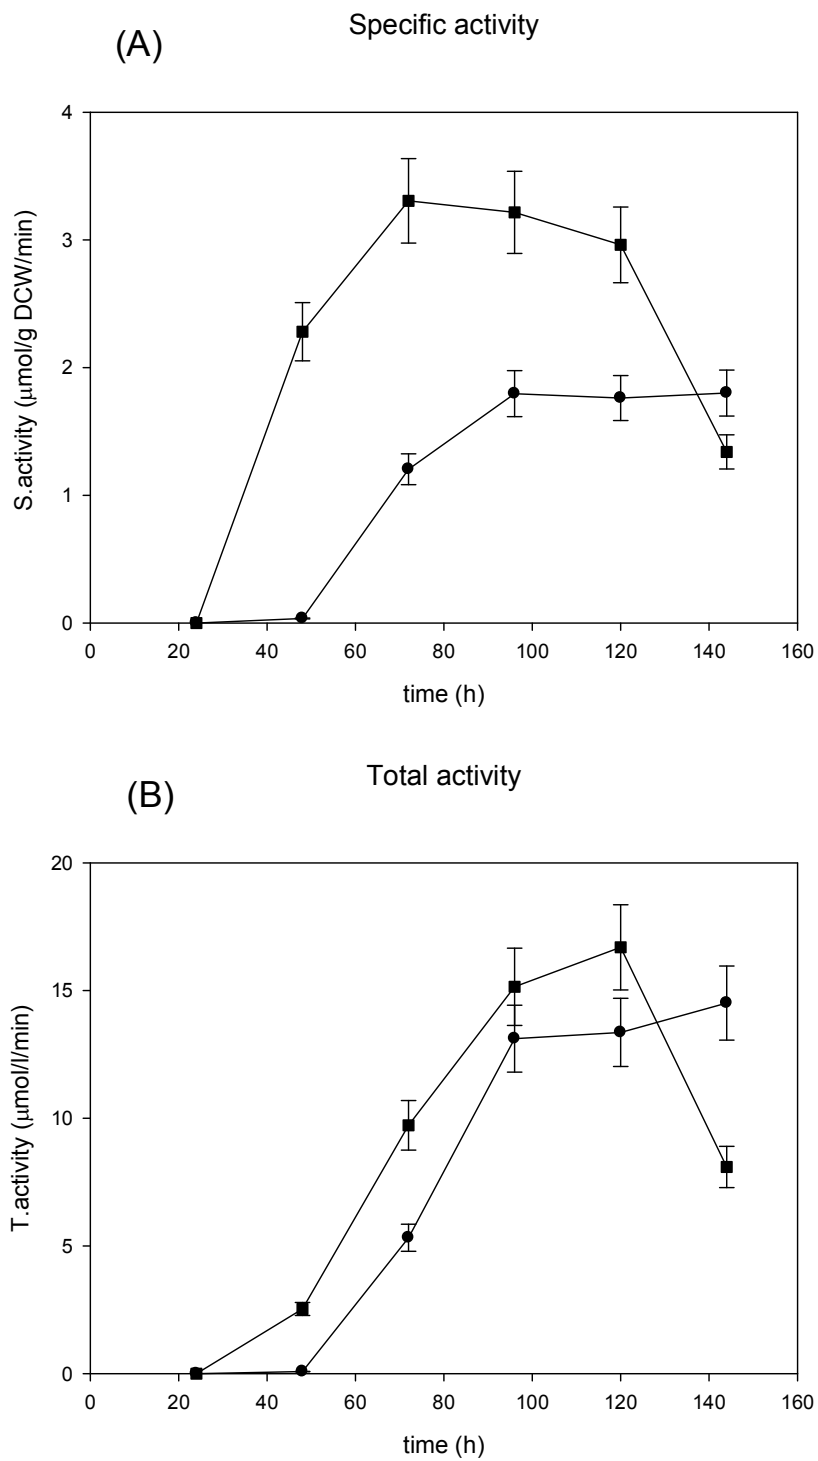 (A)
Specific activity
4
3
2
1
0
S.activity (μmol/g DCW/min)
0 20 40 60 80 100 120 140 160
time (h)
(B)
Total activity
20
15
10
5
0
T.activity (μmol/l/min)
0 20 40 60 80 100 120 140 160
time (h)